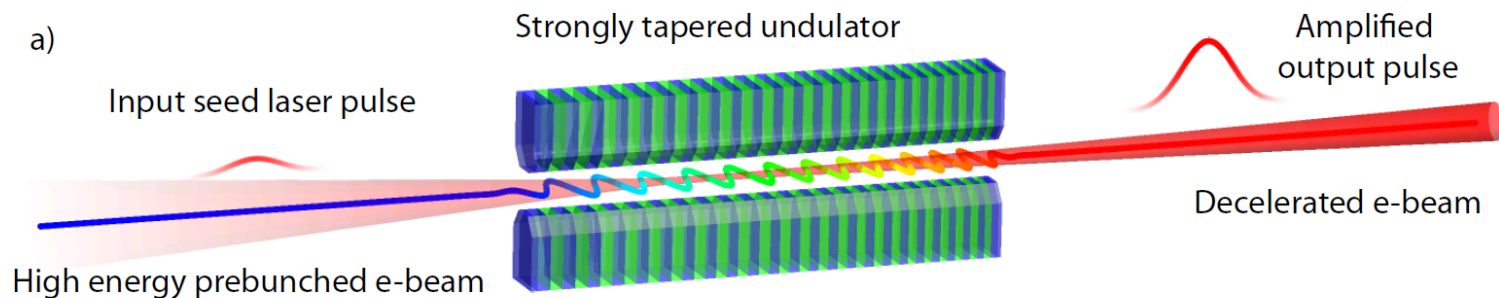 a)
Strongly tapered undulator
Amplified
output pulse
Input seed laser pulse
Decelerated e-beam
High energy prebunched e-beam